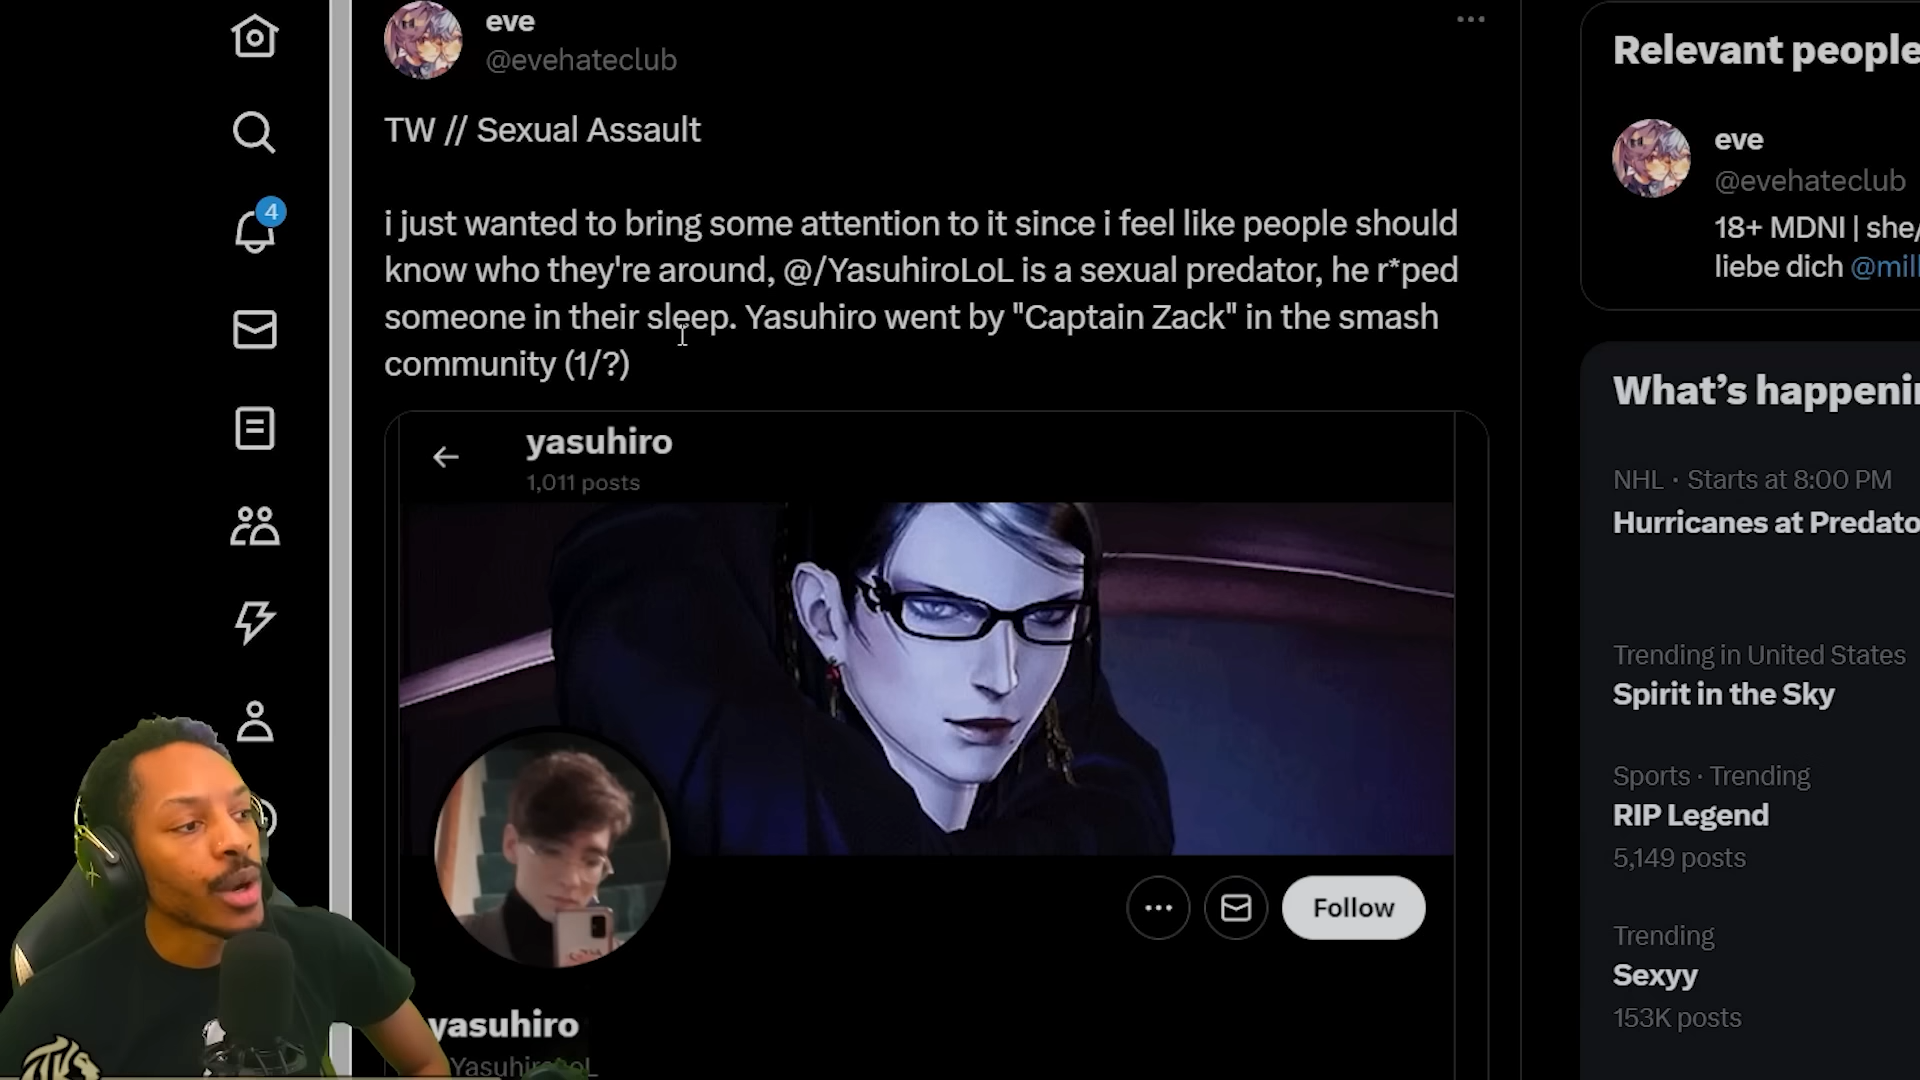 eve
@evehateclub
TW // Sexual Assault
i just wanted to bring some attention to it since i feel like people should
know who they're around, @/YasuhiroLoL is a sexual predator, he r*ped
someone in their sleep. Yasuhiro went by "Captain Zack" in the smash
community (1/?)
yasuhiro
1,011 posts
Follow
yasuhiro
4
Relevant people
eve
@evehateclub
18+ MDNI | she/
liebe dich @mill
What's happenin
NHL · Starts at 8:00 PM
Hurricanes at Predato
Trending in United States
Spirit in the Sky
Sports · Trending
RIP Legend
5,149 posts
Trending
Sexyy
153K posts